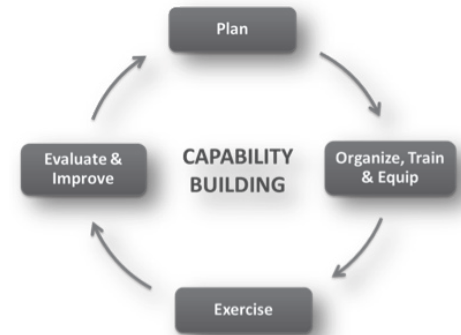 Plan
Organize, Train
& Equip
Exercise
Evaluate &
Improve
CAPABILITY
BUILDING